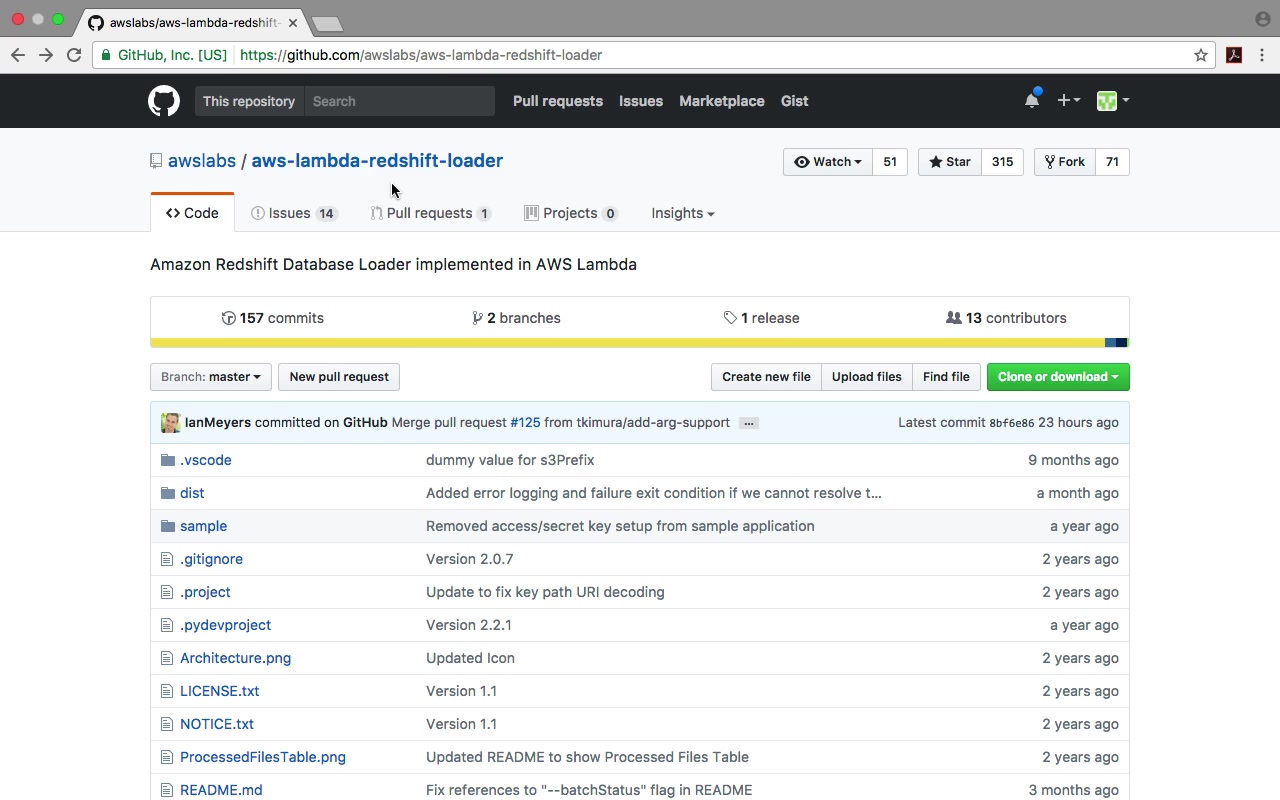 awslabs/aws-lambda-redshift-
GitHub, Inc. [US] https://github.com/awslabs/aws-lambda-redshift-loader
This repository Search Pull requests Issues Marketplace Gist
awslabs / aws-lambda-redshift-loader Watch 51 Star 315 Fork 71
Code Issues 14 Pull requests 1 Projects 0 Insights
Amazon Redshift Database Loader implemented in AWS Lambda
157 commits 2 branches 1 release 13 contributors
Branch: master New pull request Create new file Upload files Find file Clone or download
IanMeyers committed on GitHub Merge pull request #125 from tkimura/add-arg-support ... Latest commit 8bf6e86 23 hours ago
.vscode dummy value for s3Prefix 9 months ago
dist Added error logging and failure exit condition if we cannot resolve t... a month ago
sample Removed access/secret key setup from sample application a year ago
.gitignore Version 2.0.7 2 years ago
.project Update to fix key path URI decoding 2 years ago
.pydevproject Version 2.2.1 a year ago
Architecture.png Updated Icon 2 years ago
LICENSE.txt Version 1.1 2 years ago
NOTICE.txt Version 1.1 2 years ago
ProcessedFilesTable.png Updated README to show Processed Files Table 2 years ago
README.md Fix references to "--batchStatus" flag in README 3 months ago